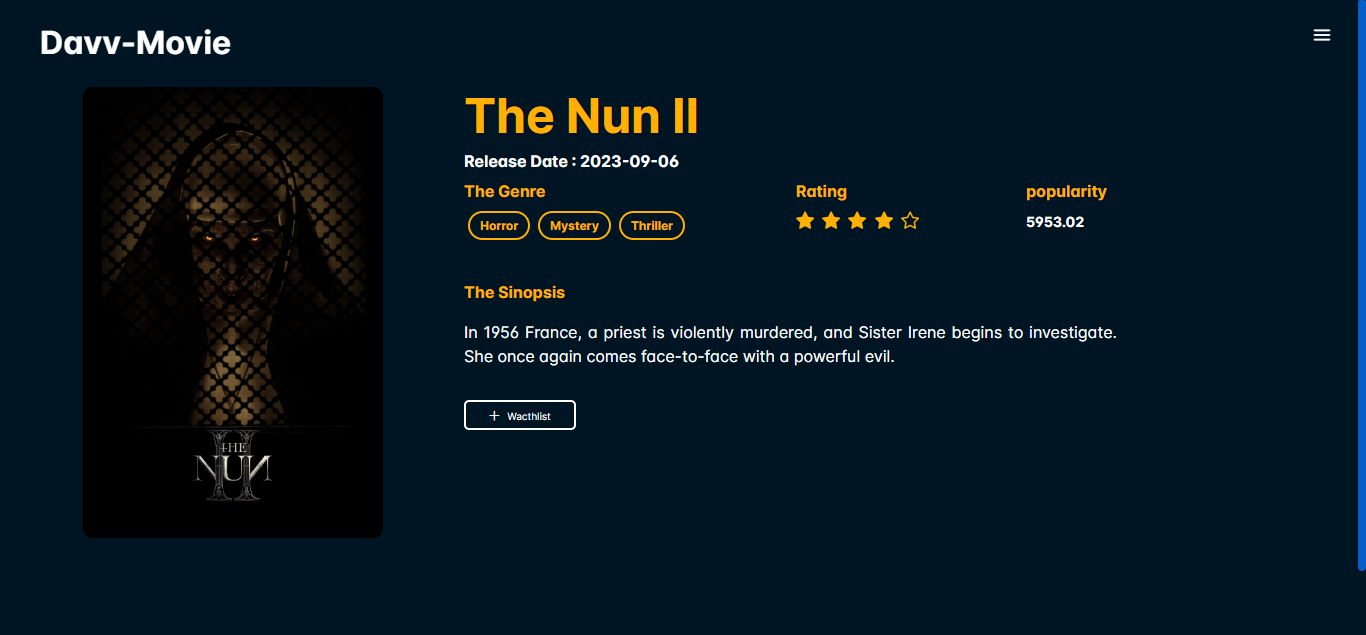 Davv-Movie
The Nun II
Release Date : 2023-09-06
The Genre
Horror Mystery Thriller
Rating
popularity
5953.02
The Sinopsis
In 1956 France, a priest is violently murdered, and Sister Irene begins to investigate.
She once again comes face-to-face with a powerful evil.
+ Wacthlist
THE
NUN
II